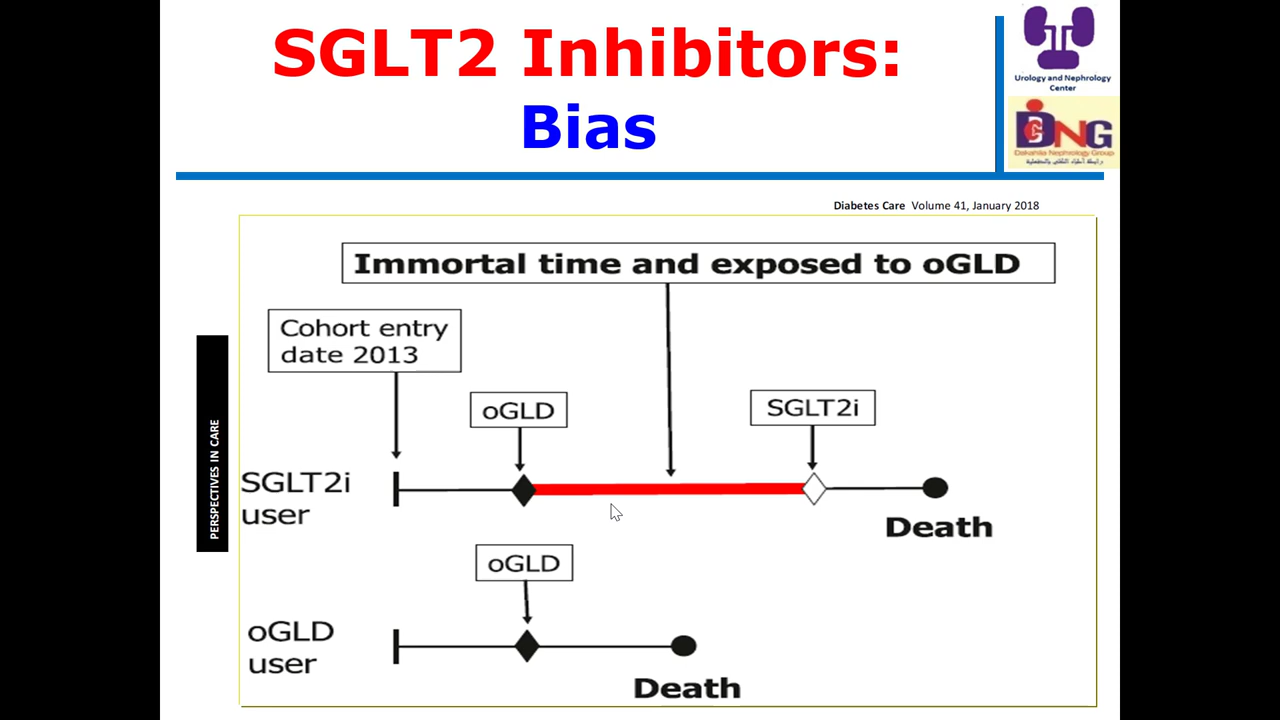 SGLT2 Inhibitors:
Bias
Urology and Nephrology
Center
DNG
Dakahlia Nephrology Group
Diabetes Care Volume 41, January 2018
PERSPECTIVES IN CARE
Immortal time and exposed to oGLD
Cohort entry
date 2013
oGLD
SGLT2i
SGLT2i
user
Death
oGLD
oGLD
user
Death